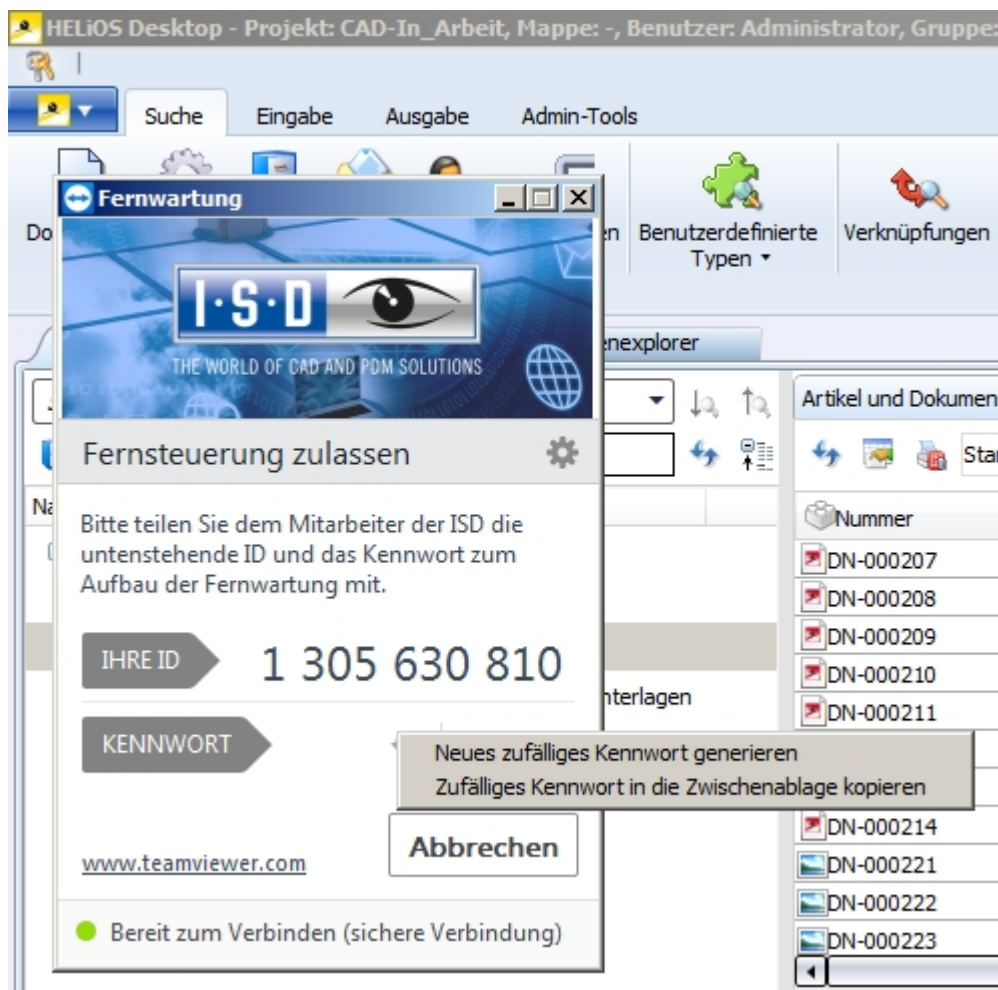 HELiOS Desktop - Projekt: CAD-In_Arbeit, Mappe: -, Benutzer: Administrator, Gruppe:
Suche Eingabe Ausgabe Admin-Tools
Benutzerdefinierte
Typen
Verknüpfungen
Fernwartung
I·S·D
THE WORLD OF CAD AND PDM SOLUTIONS
Fernsteuerung zulassen
Bitte teilen Sie dem Mitarbeiter der ISD die
untenstehende ID und das Kennwort zum
Aufbau der Fernwartung mit.
IHRE ID 1 305 630 810
KENNWORT
Neues zufälliges Kennwort generieren
Zufälliges Kennwort in die Zwischenablage kopieren
Abbrechen
www.teamviewer.com
Bereit zum Verbinden (sichere Verbindung)
enexplorer
nterlagen
Artikel und Dokumen
Star
Nummer
DN-000207
DN-000208
DN-000209
DN-000210
DN-000211
DN-000214
DN-000221
DN-000222
DN-000223